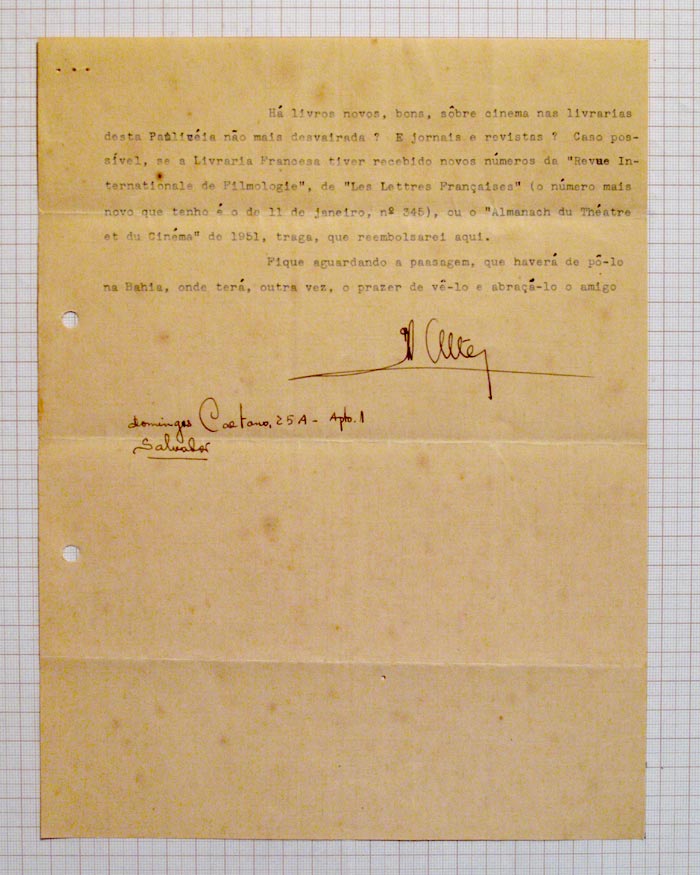 ...
Há livros novos, bons, sôbre cinema nas livrarias
desta Paulicéia não mais desvairada ? E jornais e revistas ? Caso pos-
sível, se a Livraria Francesa tiver recebido novos números da "Revue In-
ternationale de Filmologie", de "Les Lettres Françaises" (o número mais
novo que tenho é o de 11 de janeiro, nº 345), ou o "Almanach du Théatre
et du Cinéma" de 1951, traga, que reembolsarei aqui.
Fique aguardando a paasagem, que haverá de pô-lo
na Bahia, onde terá, outra vez, o prazer de vê-lo e abraçá-lo o amigo
domingos Caetano, 25A - Apto. 1
Salvador